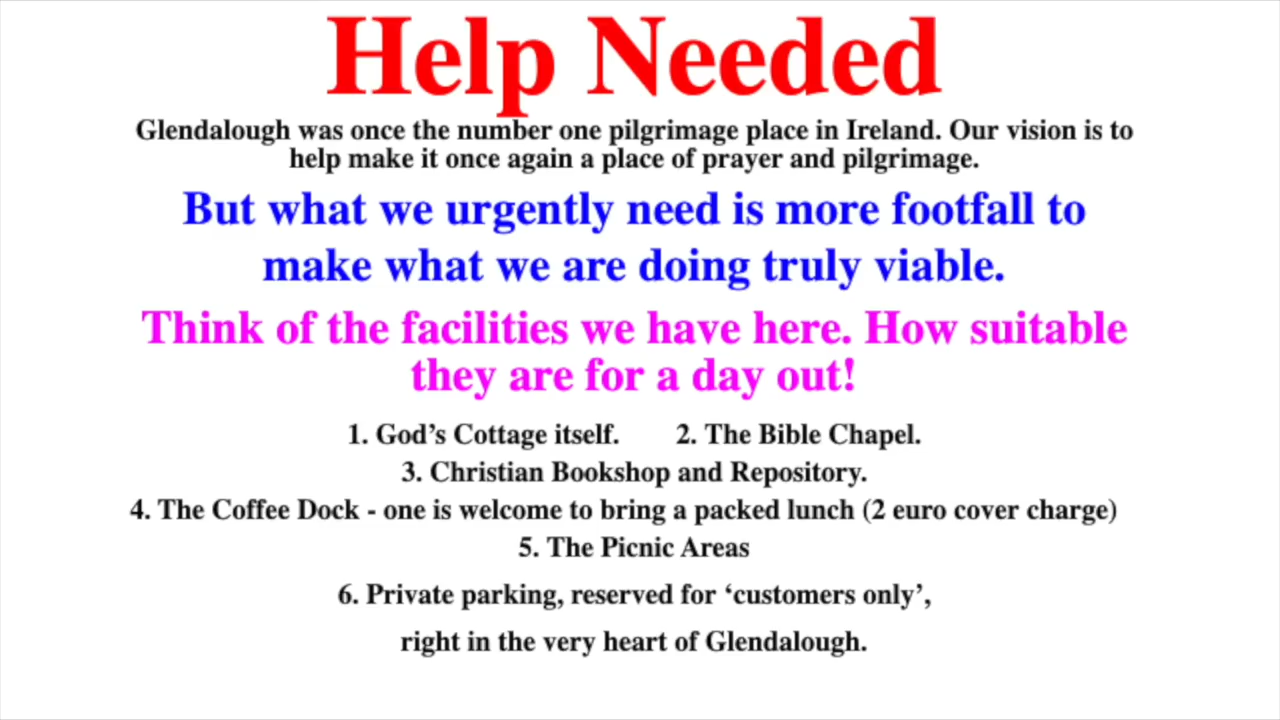 Help Needed
Glendalough was once the number one pilgrimage place in Ireland. Our vision is to
help make it once again a place of prayer and pilgrimage.
But what we urgently need is more footfall to
make what we are doing truly viable.
Think of the facilities we have here. How suitable
they are for a day out!
1. God’s Cottage itself. 2. The Bible Chapel.
3. Christian Bookshop and Repository.
4. The Coffee Dock - one is welcome to bring a packed lunch (2 euro cover charge)
5. The Picnic Areas
6. Private parking, reserved for ‘customers only’,
right in the very heart of Glendalough.